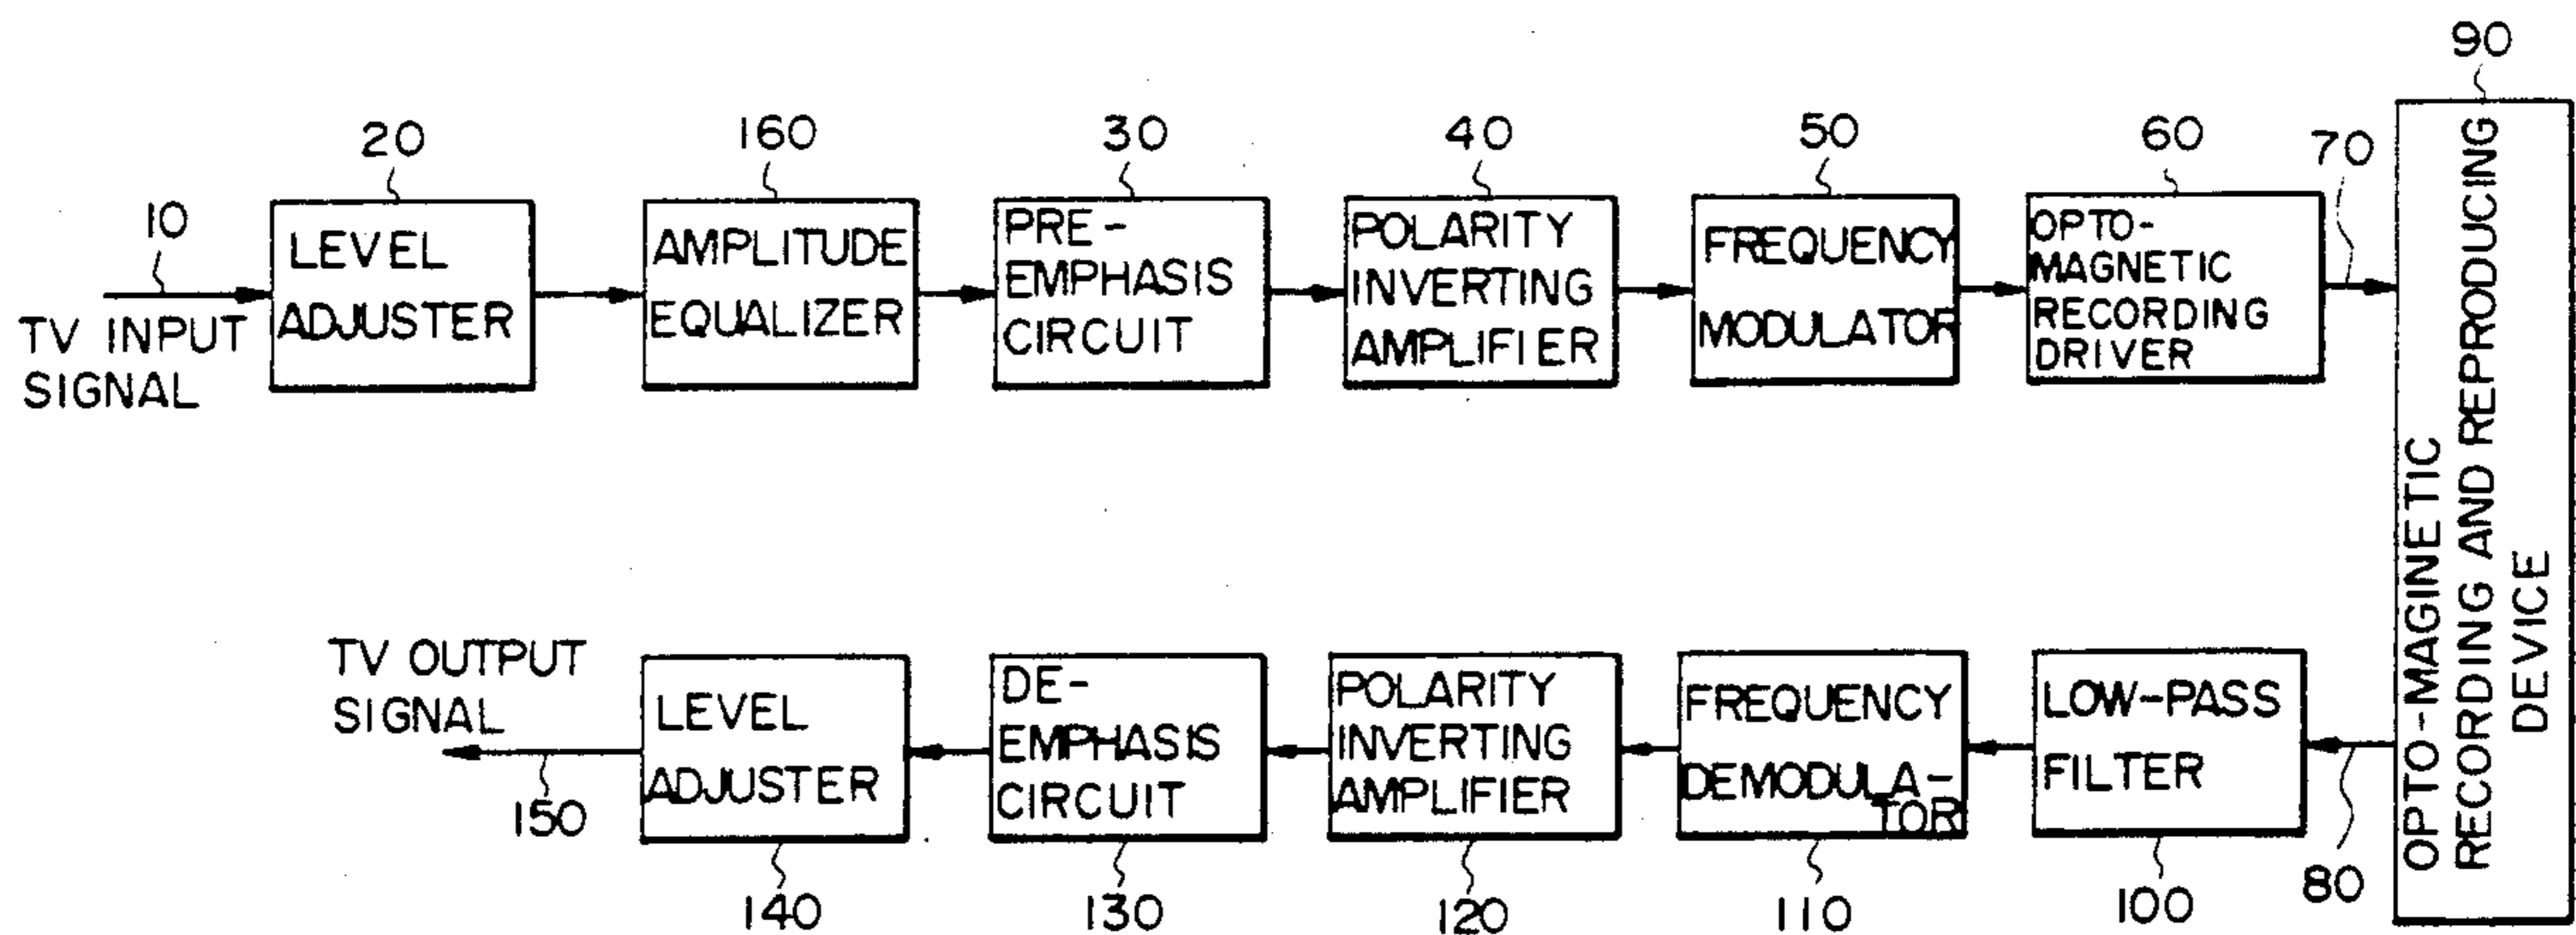 90
20
160
30
40
50
60
70
10
LEVEL
ADJUSTER
AMPLITUDE
EQUALIZER
PRE-
EMPHASIS
CIRCUIT
POLARITY
INVERTING
AMPLIFIER
FREQUENCY
MODULATOR
OPTO-
MAGNETIC
RECORDING
DRIVER
TV INPUT
SIGNAL
OPTO-MAGINETIC
RECORDING AND REPRODUCING
DEVICE
TV OUTPUT
SIGNAL
LEVEL
ADJUSTER
DE-
EMPHASIS
CIRCUIT
POLARITY
INVERTING
AMPLIFIER
FREQUENCY
DEMODULA-
TOR
LOW-PASS
FILTER
150
140
130
120
110
100
80